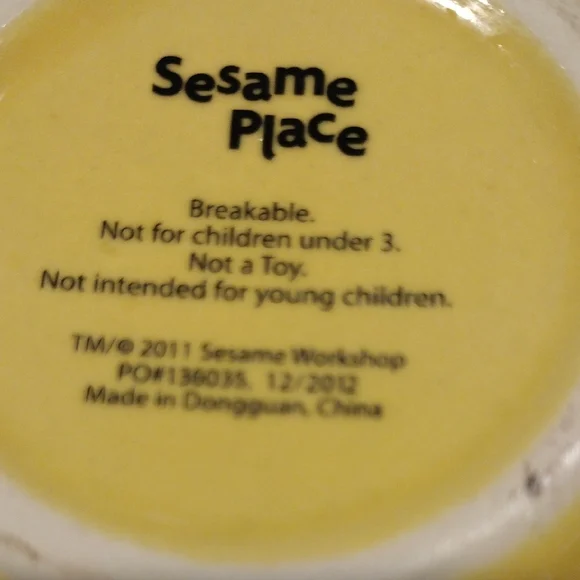 Sesame
Place
Breakable.
Not for children under 3.
Not a Toy.
Not intended for young children.
TM/© 2011 Sesame Workshop
PO#136035. 12/2012
Made in Dongguan, China